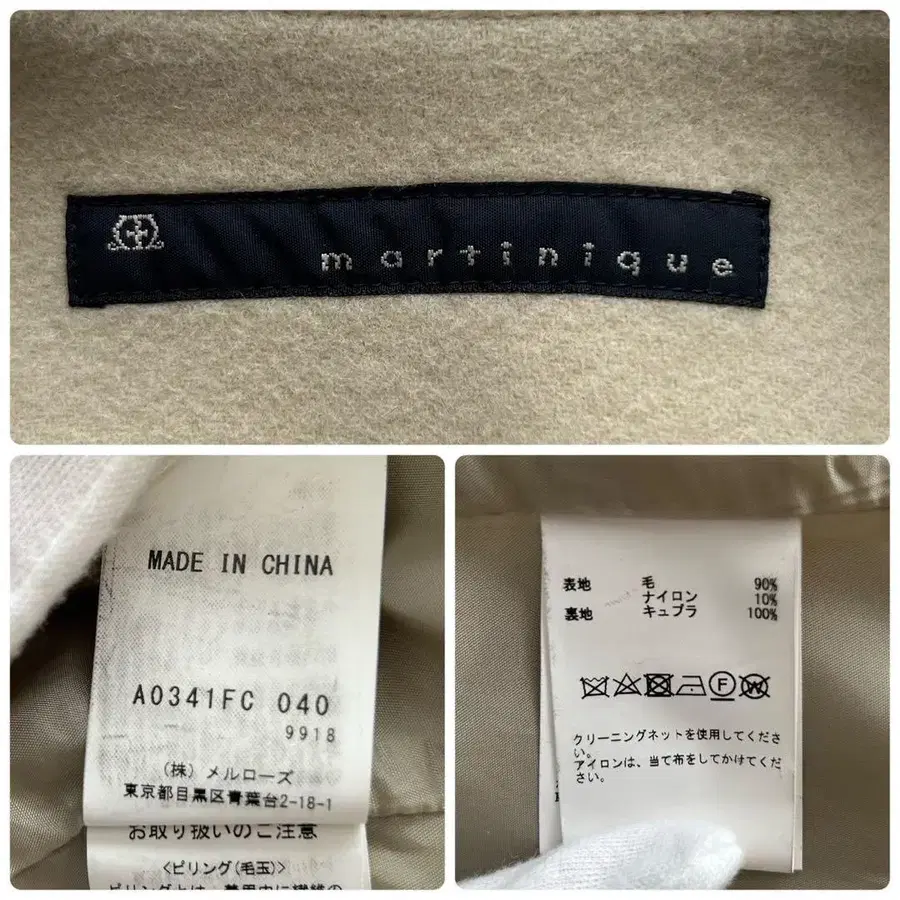 martinique
MADE IN CHINA
A0341FC 040
9918
(株) メルローズ
東京都目黒区青葉台2-18-1
お取り扱いのご注意
<ピリング(毛玉)>
表地 毛 90%
ナイロン 10%
裏地 キュプラ 100%
クリーニングネットを使用してくださ
い。
アイロンは、当て布をしてかけてくだ
さい。